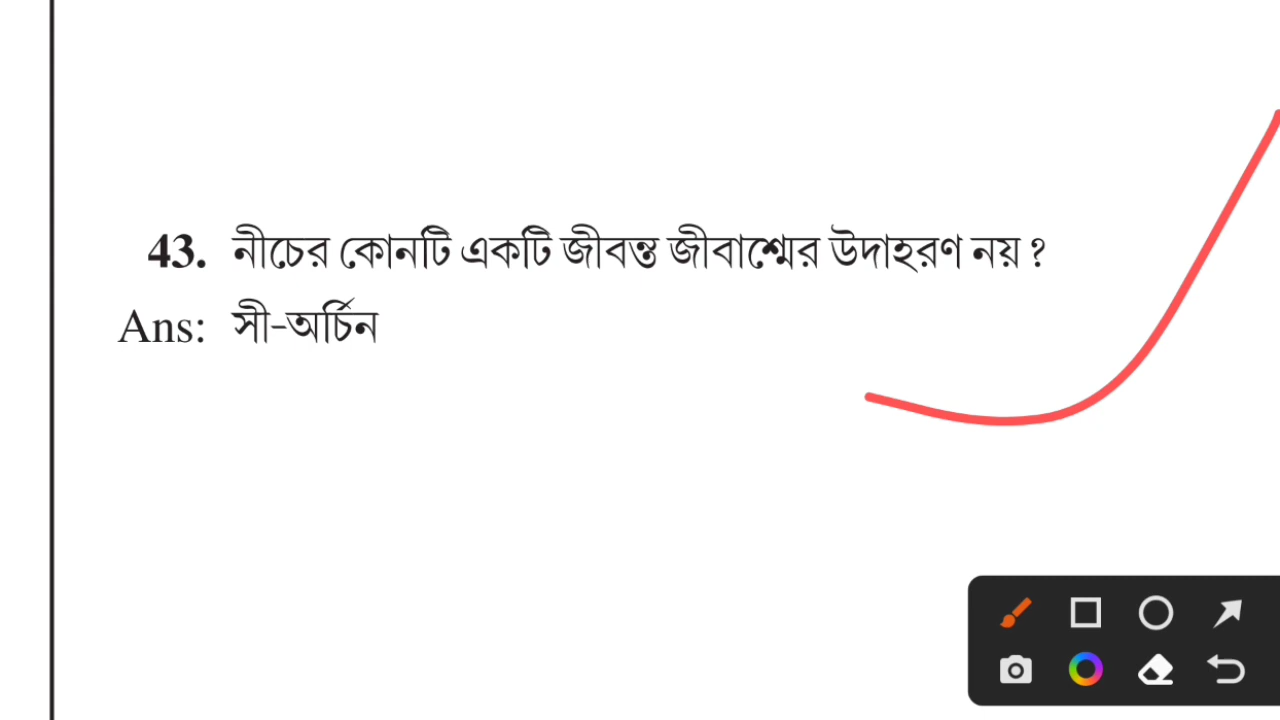 43. নীচের কোনটি একটি জীবন্ত জীবাশ্মের উদাহরণ নয় ?
Ans: সী-অর্চিন